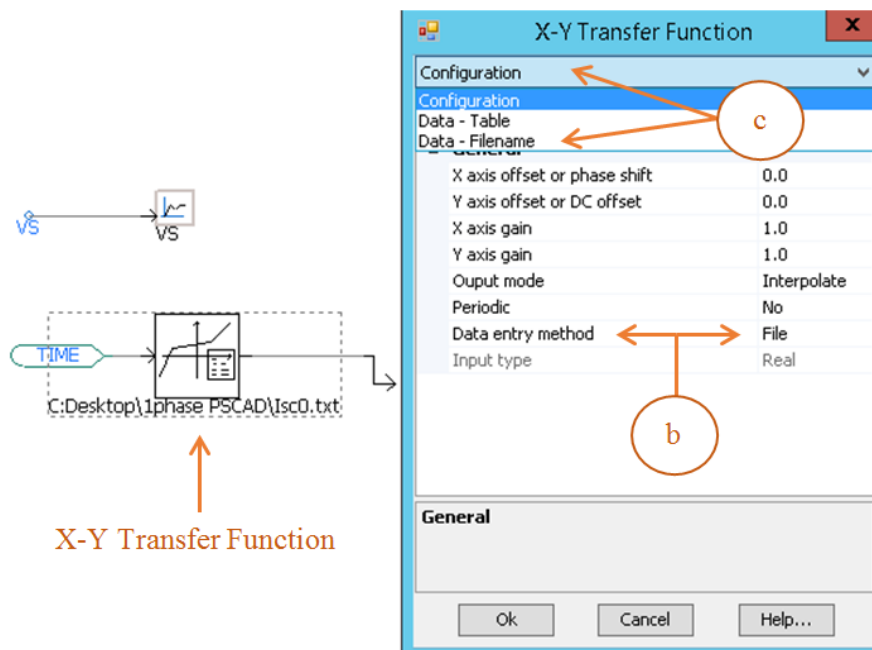 X-Y Transfer Function
X
Configuration
Configuration
Data - Table
Data - Filename
General
X axis offset or phase shift 0.0
Y axis offset or DC offset 0.0
X axis gain 1.0
Y axis gain 1.0
Ouput mode Interpolate
Periodic No
Data entry method File
Input type Real
c
b
General
Ok Cancel Help...
VS
VS
TIME
C:Desktop\1phase PSCAD\Isc0.txt
X-Y Transfer Function